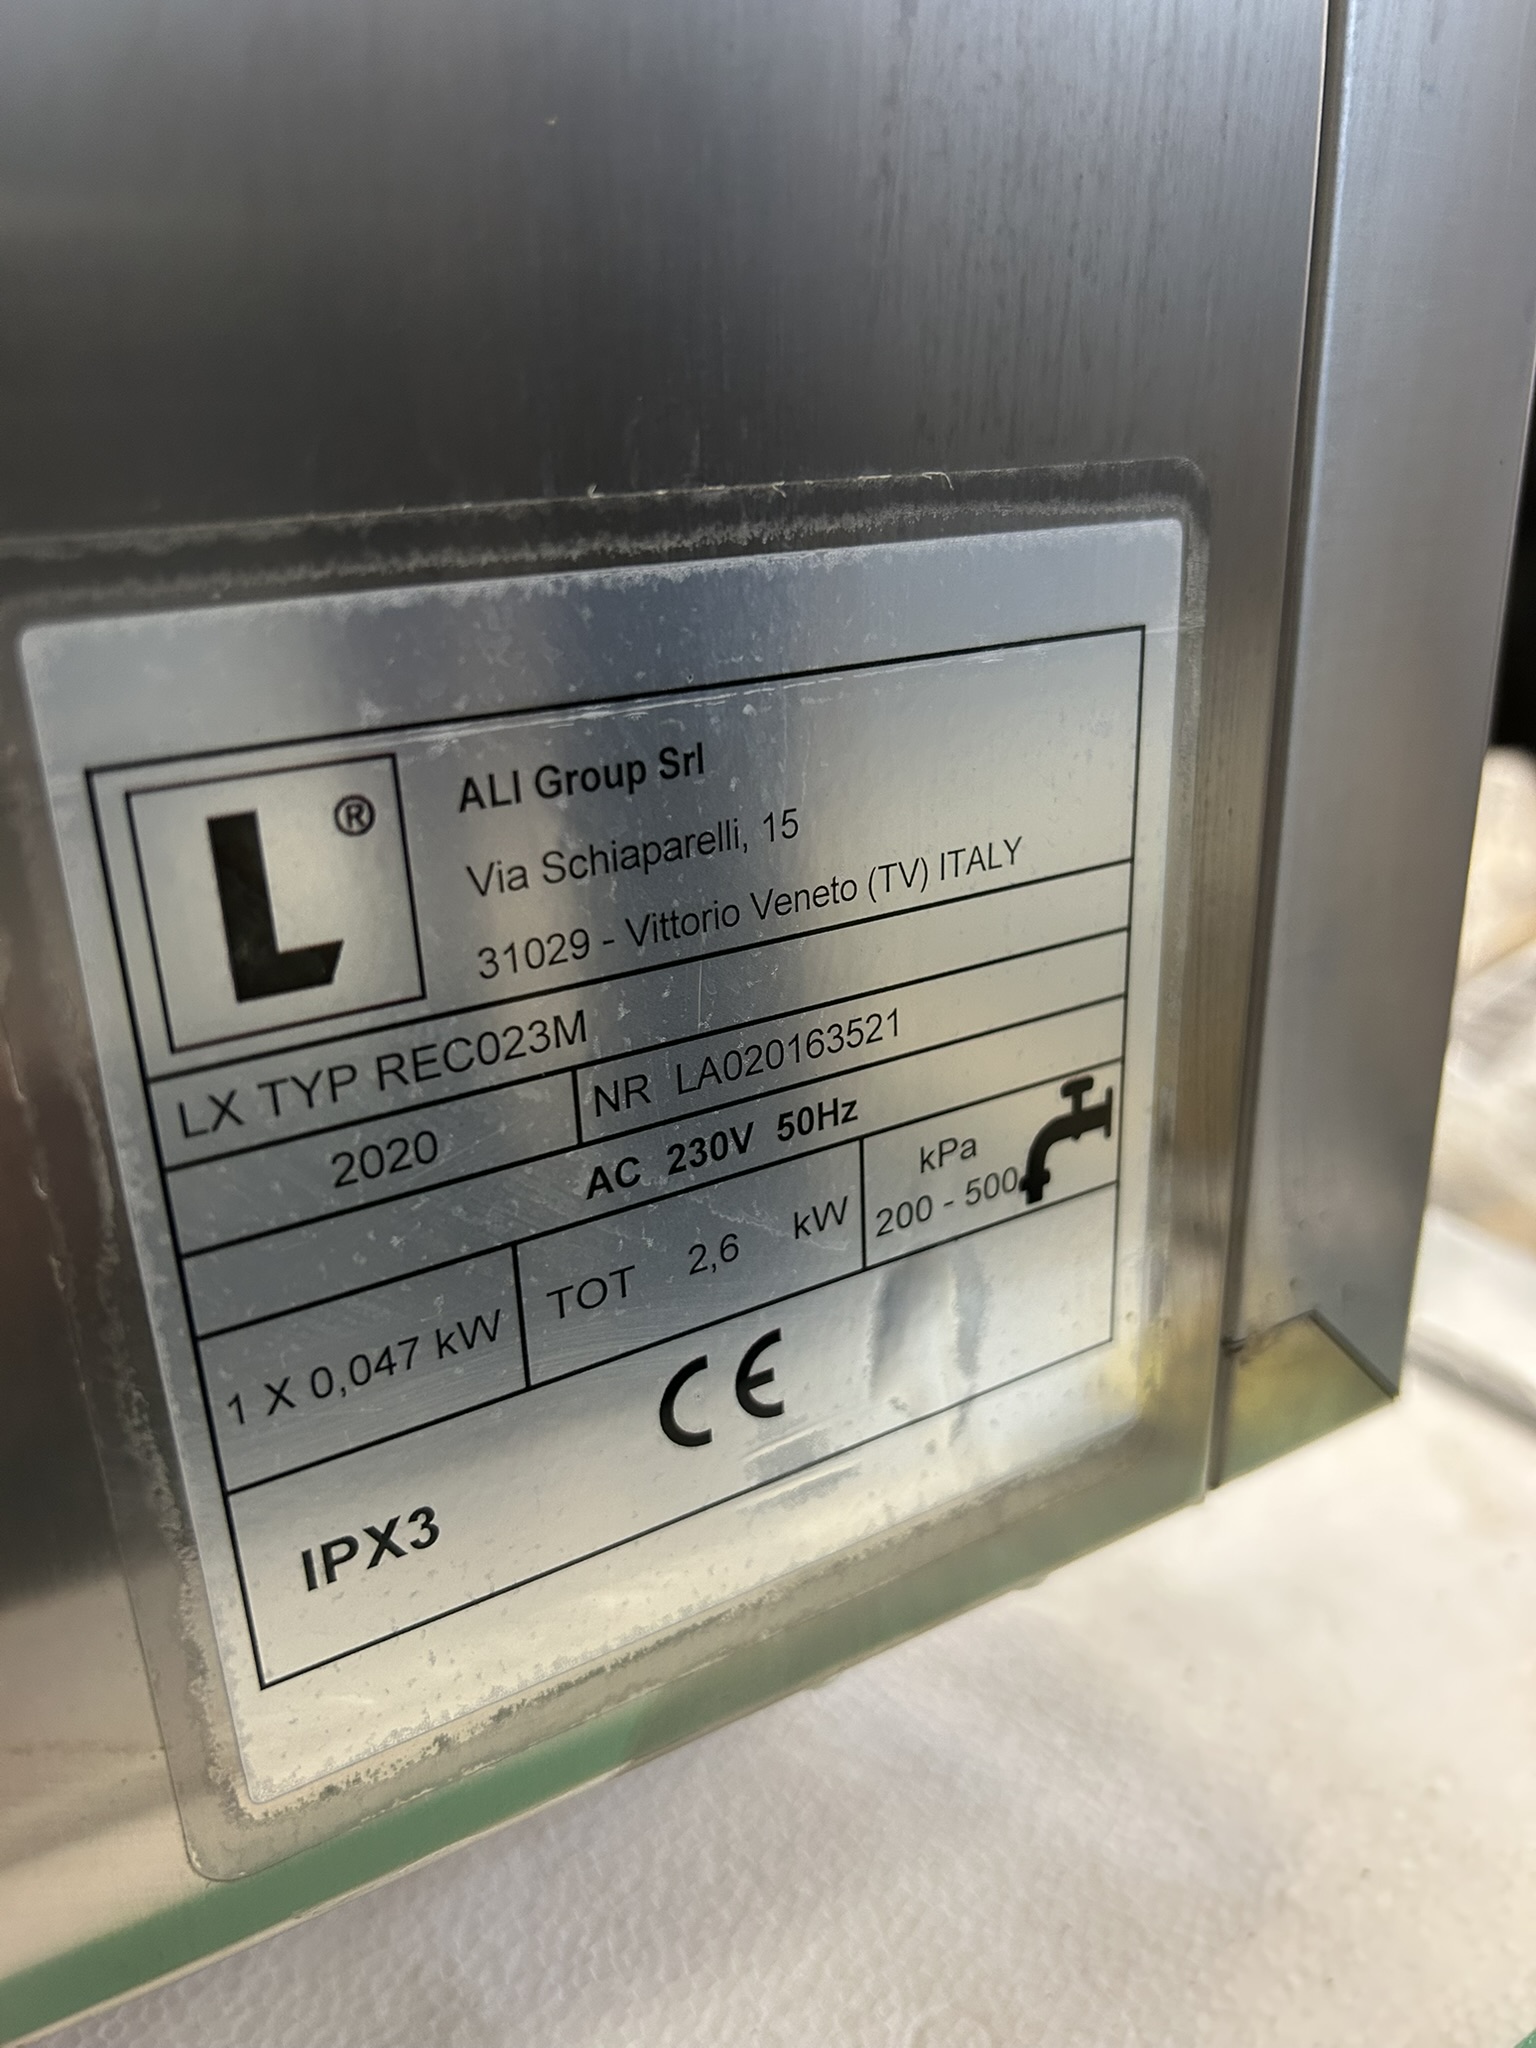 L ®
ALI Group Srl
Via Schiaparelli, 15
31029 - Vittorio Veneto (TV) ITALY
LX TYP REC023M
2020
NR LA020163521
AC 230V 50Hz
1 X 0,047 kW
TOT 2,6 kW
kPa
200 - 500
CE
IPX3